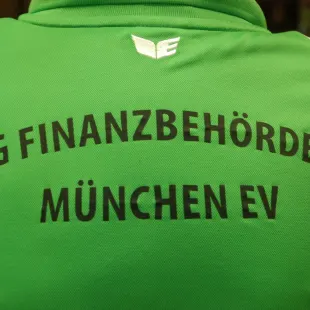 G FINANZBEHÖRDE
MÜNCHEN EV